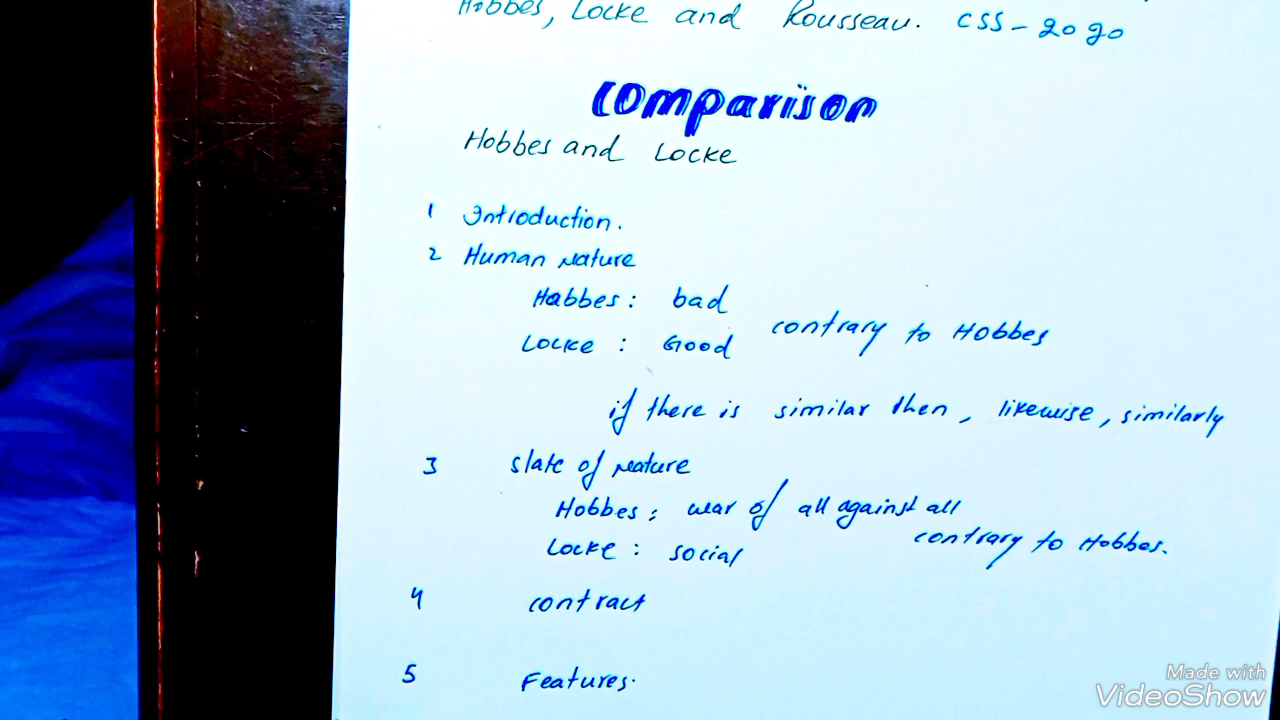 Hobbes, Locke and Rousseau. CSS - 2020
comparison
Hobbes and Locke
1 Introduction.
2 Human Nature
Habbes : bad
Locke : Good contrary to Hobbes
if there is similar then, likewise, similarly
3 State of Nature
Hobbes : war of all against all
Locke : social contrary to Hobbes.
4 contract
5 Features.
Made with
VideoShow